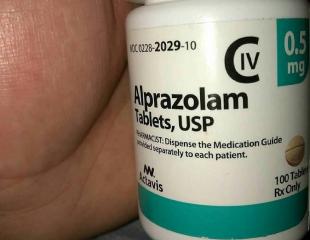 NDC 0228-2029-10
CIV
0.5
mg
Alprazolam
Tablets, USP
PHARMACIST: Dispense the Medication Guide
provided separately to each patient.
Actavis
100 Tablets
Rx Only